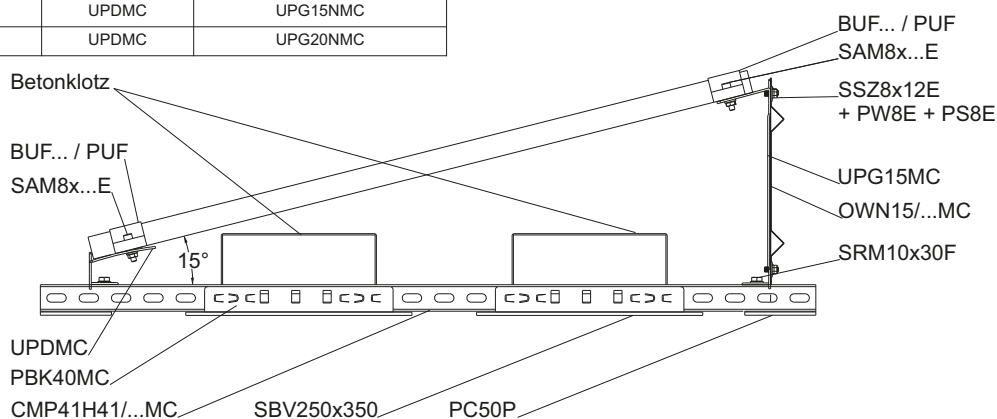 UPDMC UPG15NMC
UPDMC UPG20NMC
BUF... / PUF
SAM8x...E
Betonklotz
SSZ8x12E
+ PW8E + PS8E
BUF... / PUF
SAM8x...E
UPG15MC
OWN15/...MC
15°
SRM10x30F
UPDMC
PBK40MC
CMP41H41/...MC SBV250x350 PC50P